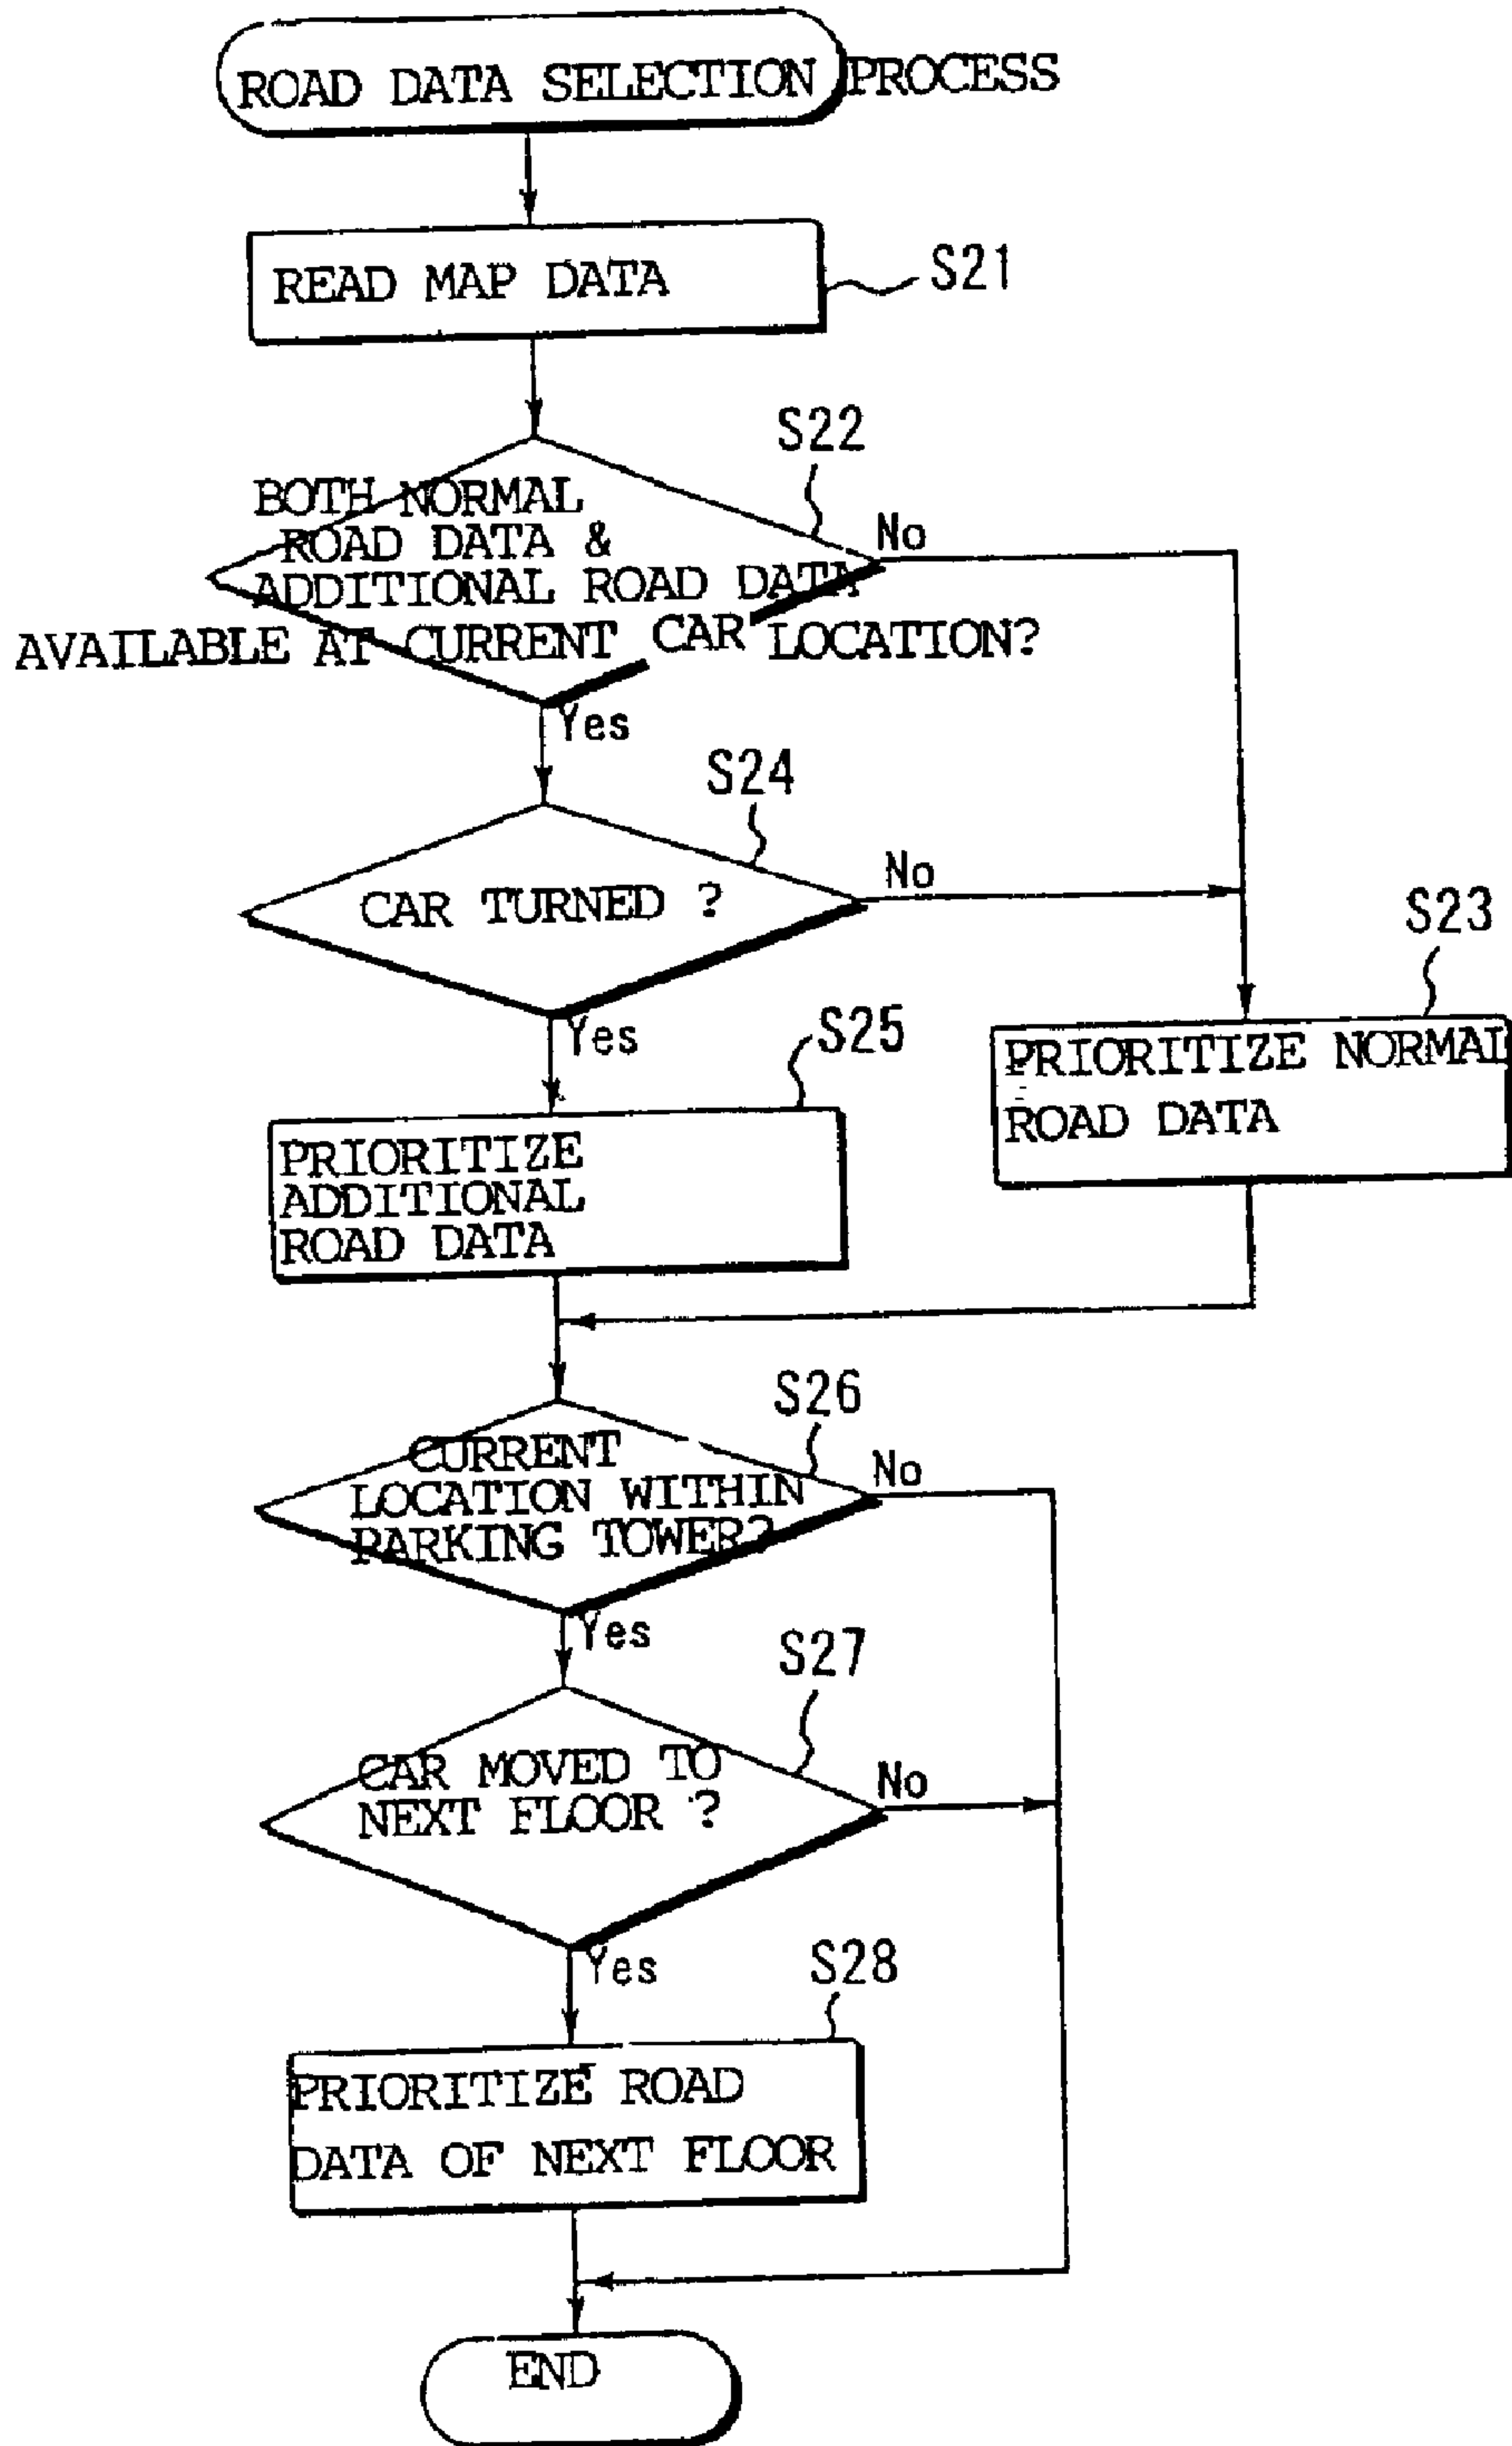 ROAD DATA SELECTION PROCESS
READ MAP DATA
S21
S22
BOTH NORMAL
ROAD DATA &
ADDITIONAL ROAD DATA
AVAILABLE AT CURRENT CAR LOCATION?
No
Yes
S24
CAR TURNED ?
No
Yes
S23
PRIORITIZE NORMAL
ROAD DATA
S25
PRIORITIZE
ADDITIONAL
ROAD DATA
S26
CURRENT
LOCATION WITHIN
PARKING TOWER?
No
Yes
S27
CAR MOVED TO
NEXT FLOOR ?
No
Yes
S28
PRIORITIZE ROAD
DATA OF NEXT FLOOR
END